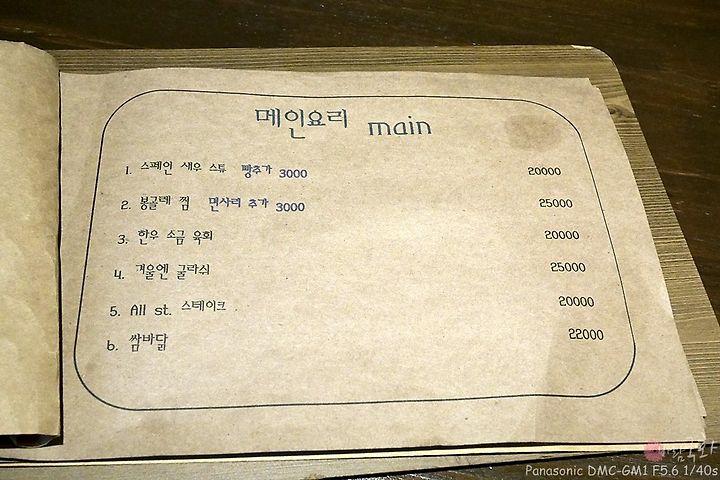 메인요리 main
1. 스페인 새우 스튜 빵추가 3000 20000
2. 봉골레 찜 면사리 추가 3000 25000
3. 한우 소금 육회 20000
4. 겨울엔 굴라쉬 25000
5. All st. 스테이크 20000
6. 쌈바닭 22000
Panasonic DMC-GM1 F5.6 1/40s